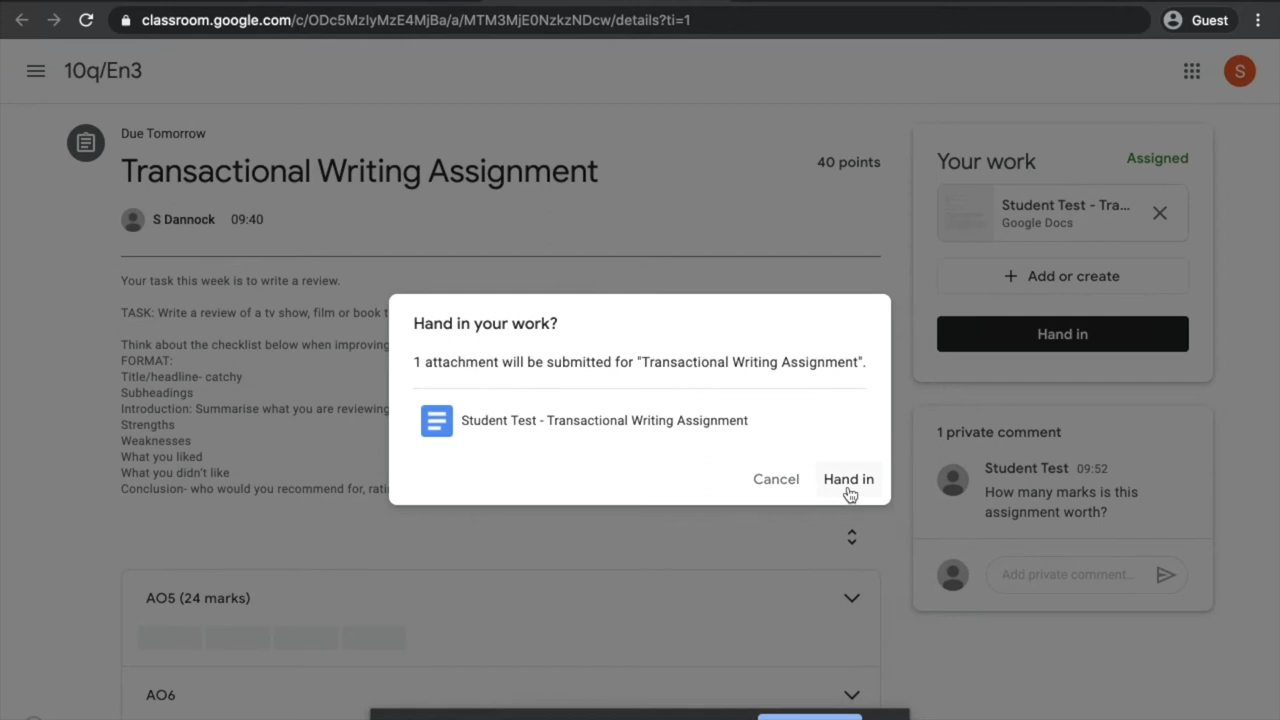 classroom.google.com/c/ODc5MzIyMzE4MjBa/a/MTM3MjE0NzkzNDcw/details?ti=1
Guest
10q/En3
S
Due Tomorrow
Transactional Writing Assignment
40 points
S Dannock 09:40
Your task this week is to write a review.
TASK: Write a review of a tv show, film or book
Think about the checklist below when improving
FORMAT:
Title/headline- catchy
Subheadings
Introduction: Summarise what you are reviewing
Strengths
Weaknesses
What you liked
What you didn't like
Conclusion- who would you recommend for,
AO5 (24 marks)
AO6
Hand in your work?
1 attachment will be submitted for "Transactional Writing Assignment".
Student Test - Transactional Writing Assignment
Cancel
Hand in
Your work
Assigned
Student Test - Tra...
Google Docs
+ Add or create
Hand in
1 private comment
Student Test 09:52
How many marks is this
assignment worth?
Add private comment...